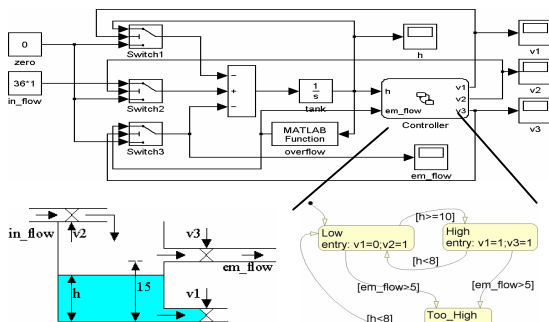 0
zero
36*1
in_flow
Switch1
Switch2
Switch3
−
+
−
1
s
tank
MATLAB
Function
overflow
h
h
em_flow
v1
v2
v3
Controller
em_flow
v1
v2
v3
in_flow
v2
v3
em_flow
h
15
v1
Low
entry: v1=0;v2=1
[h>=10]
High
entry: v1=1;v3=1
[h<8]
[em_flow>5]
[em_flow>5]
[h<8]
Too_High